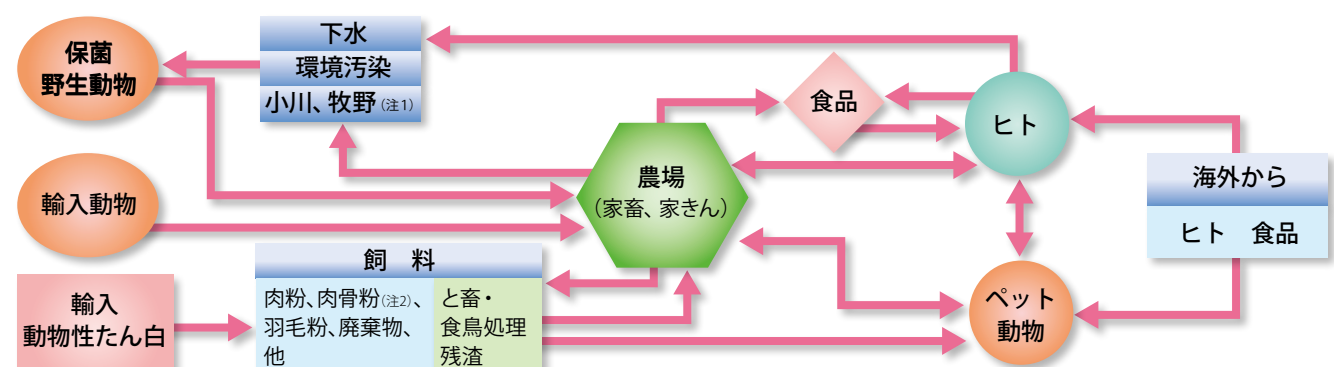 保菌
野生動物
下水
環境汚染
小川、牧野(注1)
食品
ヒト
海外から
ヒト 食品
輸入動物
農場
(家畜、家きん)
飼 料
肉粉、肉骨粉(注2)、
羽毛粉、廃棄物、
他
と畜・
食鳥処理
残渣
輸入
動物性たん白
ペット
動物